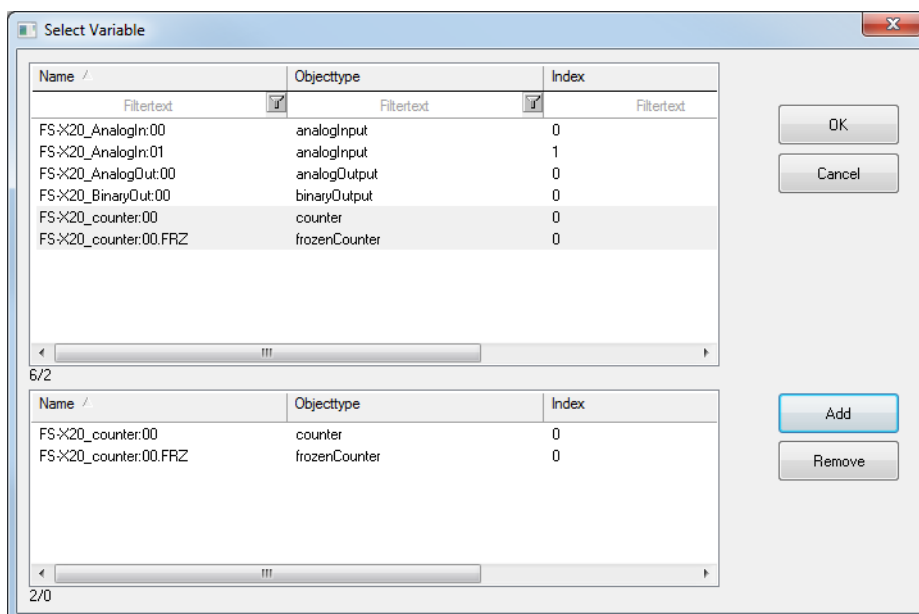 Select Variable
Name Objecttype Index
Filtertext Filtertext Filtertext
FS-X20_AnalogIn:00 analogInput 0
FS-X20_AnalogIn:01 analogInput 1
FS-X20_AnalogOut:00 analogOutput 0
FS-X20_BinaryOut:00 binaryOutput 0
FS-X20_counter:00 counter 0
FS-X20_counter:00.FRZ frozenCounter 0
6/2
OK
Cancel
Name Objecttype Index
FS-X20_counter:00 counter 0
FS-X20_counter:00.FRZ frozenCounter 0
2/0
Add
Remove